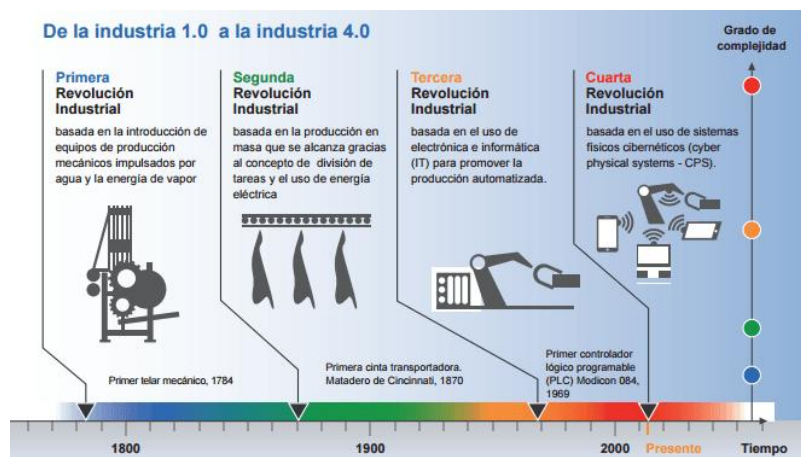 De la industria 1.0 a la industria 4.0
Grado de
complejidad
Primera
Revolución
Industrial
basada en la introducción de
equipos de producción
mecánicos impulsados por
agua y la energía de vapor
Segunda
Revolución
Industrial
basada en la producción en
masa que se alcanza gracias
al concepto de división de
tareas y el uso de energía
eléctrica
Tercera
Revolución
Industrial
basada en el uso de
electrónica e informática
(IT) para promover la
producción automatizada.
Cuarta
Revolución
Industrial
basada en el uso de sistemas
físicos cibernéticos (cyber
physical systems - CPS).
Primer telar mecánico, 1784
Primera cinta transportadora.
Matadero de Cincinnati, 1870
Primer controlador
lógico programable
(PLC) Modicon 084,
1969
1800
1900
2000
Presente
Tiempo